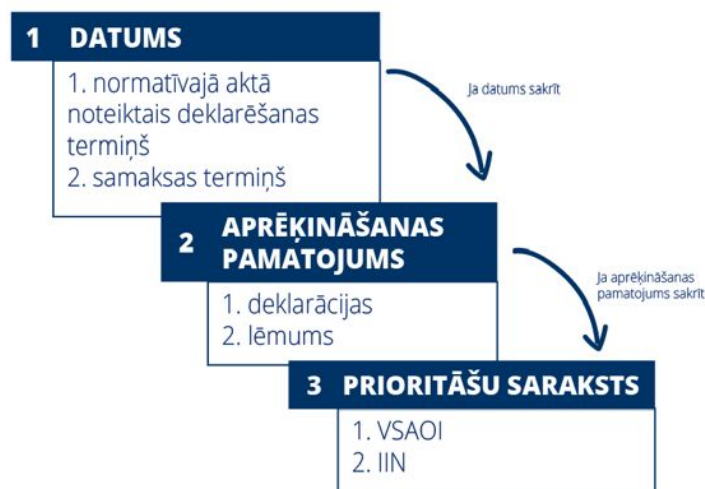 1 DATUMS
1. normatīvajā aktā
noteiktais deklarēšanas
termiņš
2. samaksas termiņš
Ja datums sakrīt
2 APRĒĶINĀŠANAS
PAMATOJUMS
1. deklarācijas
2. lēmums
Ja aprēķināšanas
pamatojums sakrīt
3 PRIORITĀŠU SARAKSTS
1. VSAOI
2. IIN